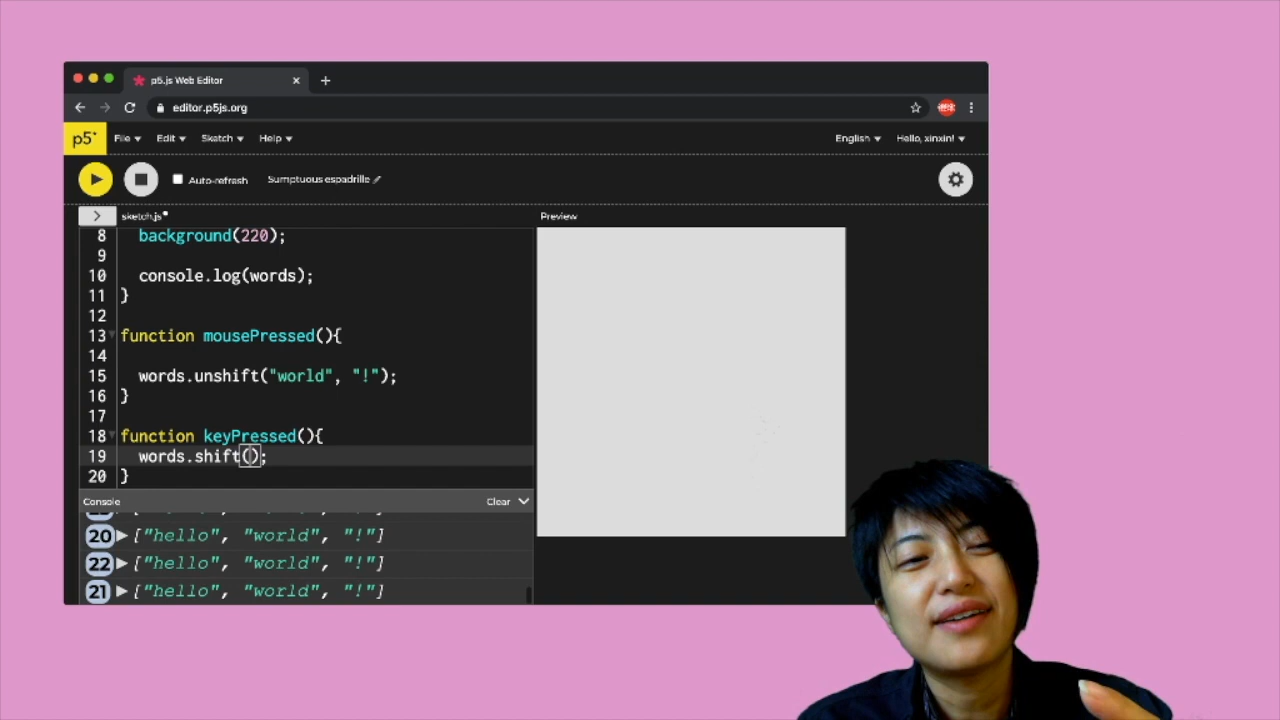 p5.js Web Editor
editor.p5js.org
p5* File Edit Sketch Help English Hello, xinxin!
Auto-refresh Sumptuous espadrille
sketch.js Preview
8 background(220);
9
10 console.log(words);
11 }
12
13 function mousePressed(){
14
15 words.unshift("world", "!");
16 }
17
18 function keyPressed(){
19 words.shift();
20 }
Console Clear
20 ["hello", "world", "!"]
22 ["hello", "world", "!"]
21 ["hello", "world", "!"]